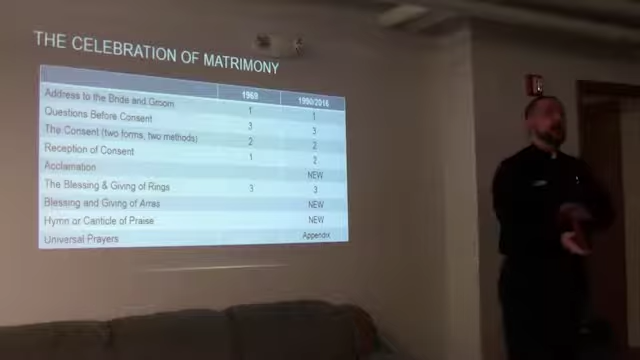 THE CELEBRATION OF MATRIMONY
1969 1990/2016
Address to the Bride and Groom 1 1
Questions Before Consent 3 3
The Consent (two forms, two methods) 2 2
Reception of Consent 1 2
Acclamation NEW
The Blessing & Giving of Rings 3 3
Blessing and Giving of Arras NEW
Hymn or Canticle of Praise NEW
Universal Prayers Appendix